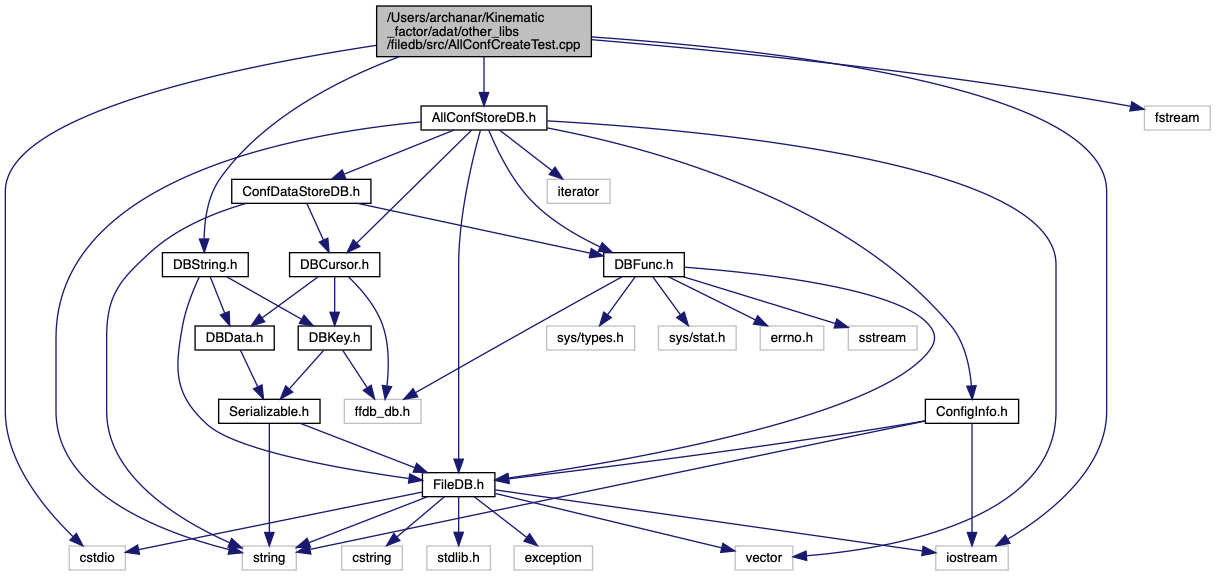 /Users/archanar/Kinematic
_factor/adat/other_libs
/filedb/src/AllConfCreateTest.cpp
AllConfStoreDB.h
fstream
ConfDataStoreDB.h
iterator
DBString.h
DBCursor.h
DBFunc.h
DBData.h
DBKey.h
sys/types.h
sys/stat.h
errno.h
sstream
Serializable.h
ffdb_db.h
ConfigInfo.h
FileDB.h
cstdio
string
cstring
stdlib.h
exception
vector
iostream